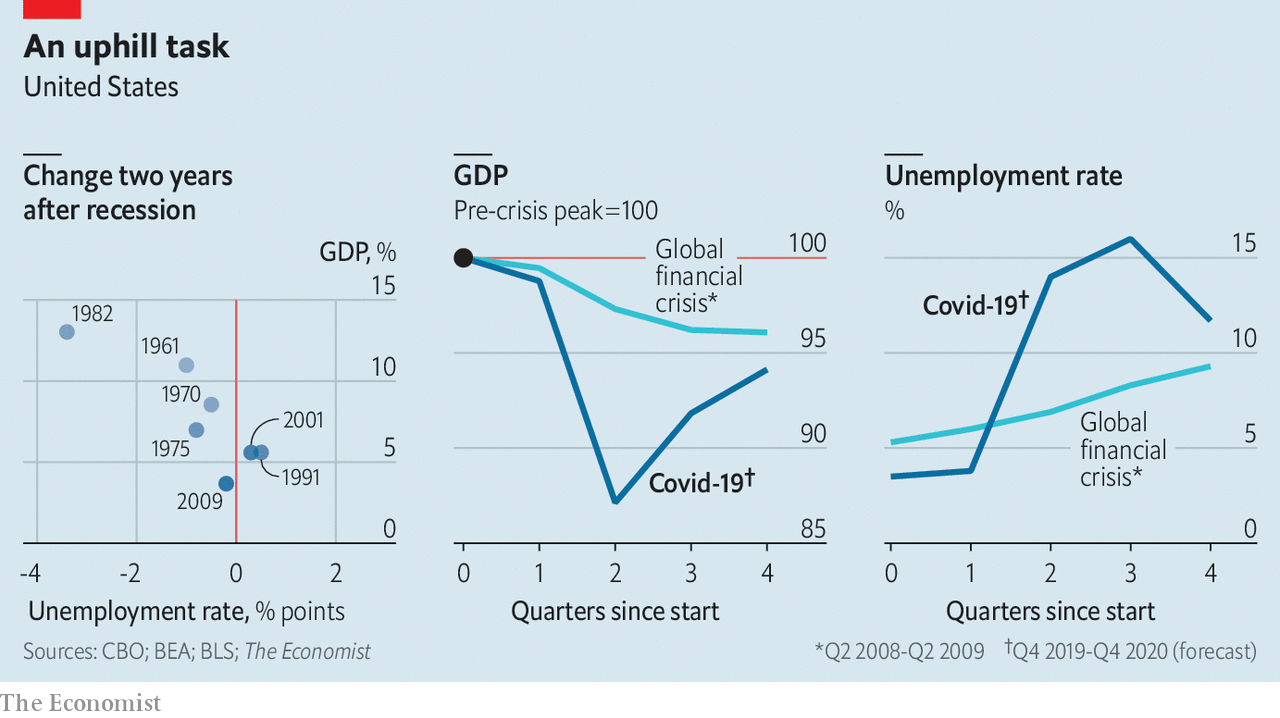 An uphill task
United States
Change two years
after recession
GDP, %
15
10
5
0
1982
1961
1970
1975
2001
1991
2009
-4
-2
0
2
Unemployment rate, % points
GDP
Pre-crisis peak=100
100
95
90
85
Global
financial
crisis*
Covid-19†
0
1
2
3
4
Quarters since start
Unemployment rate
%
15
10
5
0
Covid-19†
Global
financial
crisis*
0
1
2
3
4
Quarters since start
Sources: CBO; BEA; BLS; The Economist
*Q2 2008-Q2 2009 †Q4 2019-Q4 2020 (forecast)
The Economist